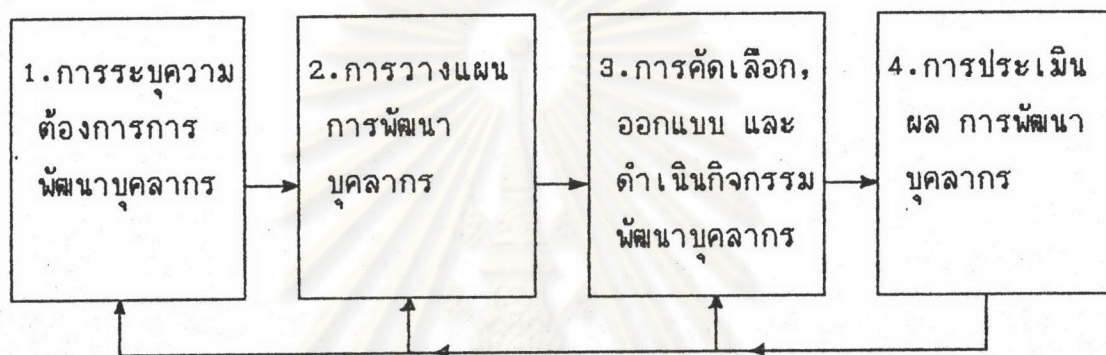 1.การระบุความ
ต้องการการ
พัฒนาบุคลากร
2.การวางแผน
การพัฒนา
บุคลากร
3.การคัดเลือก,
ออกแบบ และ
ดำเนินกิจกรรม
พัฒนาบุคลากร
4.การประเมิน
ผล การพัฒนา
บุคลากร